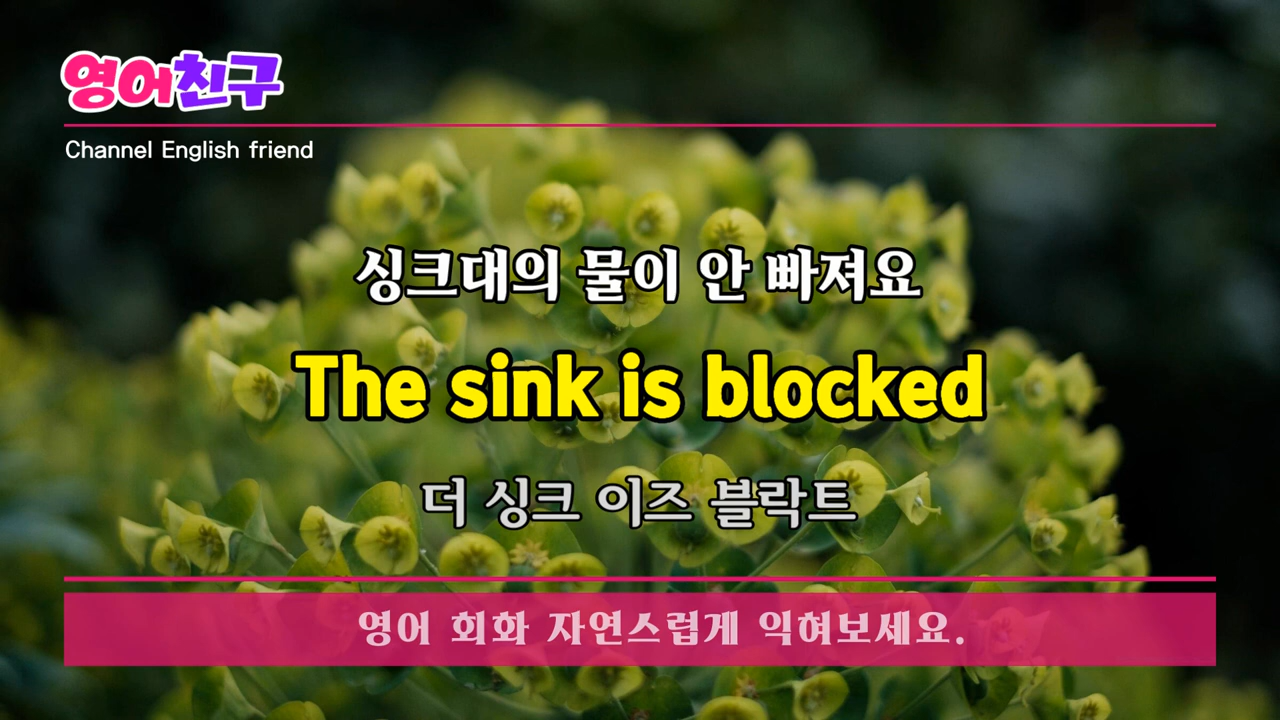 영어친구
Channel English friend
싱크대의 물이 안 빠져요
The sink is blocked
더 싱크 이즈 블락트
영어 회화 자연스럽게 익혀보세요.